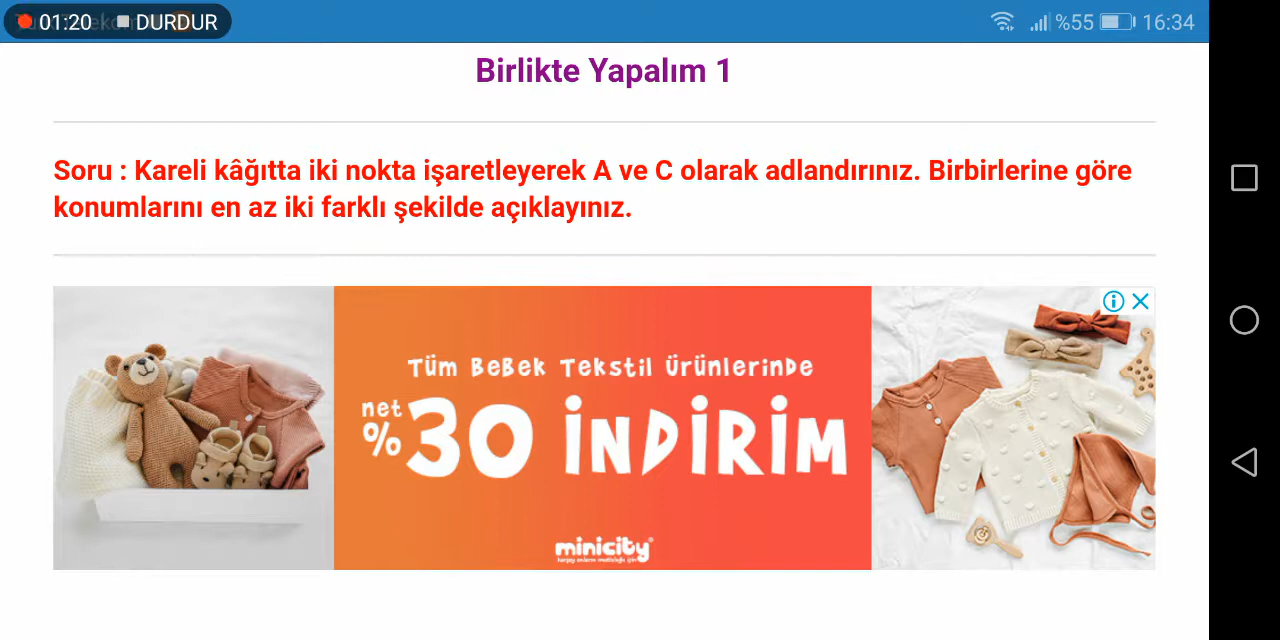 01:20 DURDUR %55 16:34
Birlikte Yapalım 1
Soru : Kareli kâğıtta iki nokta işaretleyerek A ve C olarak adlandırınız. Birbirlerine göre
konumlarını en az iki farklı şekilde açıklayınız.
Tüm BeBek Tekstil ÜrünlerinDe
net
%30 İNDİRİM
minicity